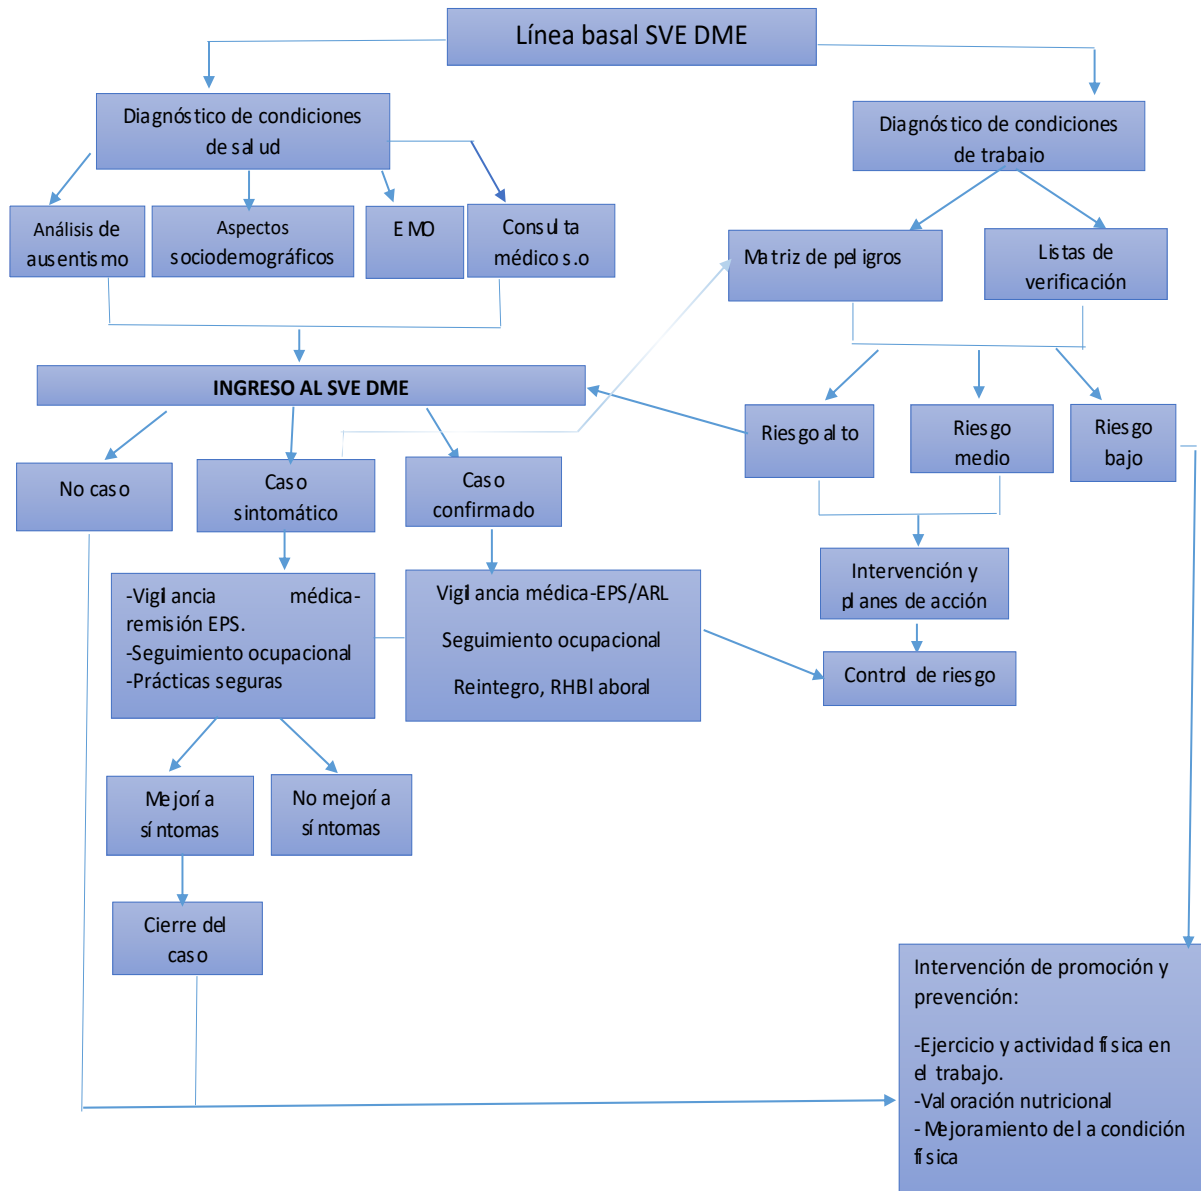 Línea basal SVE DME
Diagnóstico de condiciones
de salud
Diagnóstico de condiciones
de trabajo
Análisis de
ausentismo
Aspectos
sociodemográficos
EMO
Consulta
médico s.o
Matriz de peligros
Listas de
verificación
INGRESO AL SVE DME
Riesgo alto
Riesgo
medio
Riesgo
bajo
No caso
Caso
sintomático
Caso
confirmado
Intervención y
planes de acción
-Vigilancia médica-
remisión EPS.
-Seguimiento ocupacional
-Prácticas seguras
Vigilancia médica-EPS/ARL
Seguimiento ocupacional
Reintegro, RHBl aboral
Control de riesgo
Mejoría
síntomas
No mejoría
síntomas
Cierre del
caso
Intervención de promoción y
prevención:
-Ejercicio y actividad física en
el trabajo.
-Valoración nutricional
- Mejoramiento del a condición
física